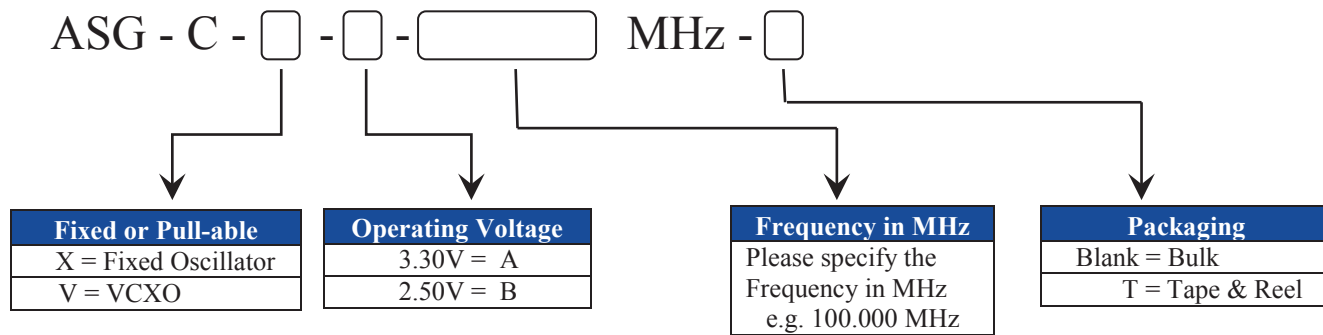 ASG - C - - - MHz -
Fixed or Pull-able
X = Fixed Oscillator
V = VCXO
Operating Voltage
3.30V = A
2.50V = B
Frequency in MHz
Please specify the
Frequency in MHz
e.g. 100.000 MHz
Packaging
Blank = Bulk
T = Tape & Reel